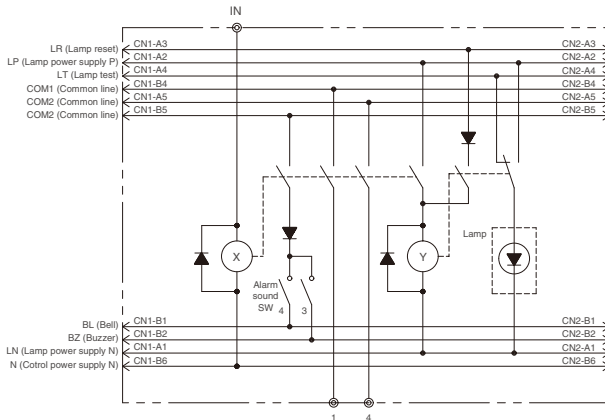 IN
LR (Lamp reset) CN1-A3 CN2-A3
LP (Lamp power supply P) CN1-A2 CN2-A2
LT (Lamp test) CN1-A4 CN2-A4
COM1 (Common line) CN1-B4 CN2-B4
COM2 (Common line) CN1-A5 CN2-A5
COM2 (Common line) CN1-B5 CN2-B5
Lamp
X Y
Alarm
sound
SW 4 3
BL (Bell) CN1-B1 CN2-B1
BZ (Buzzer) CN1-B2 CN2-B2
LN (Lamp power supply N) CN1-A1 CN2-A1
N (Cotrol power supply N) CN1-B6 CN2-B6
1 4